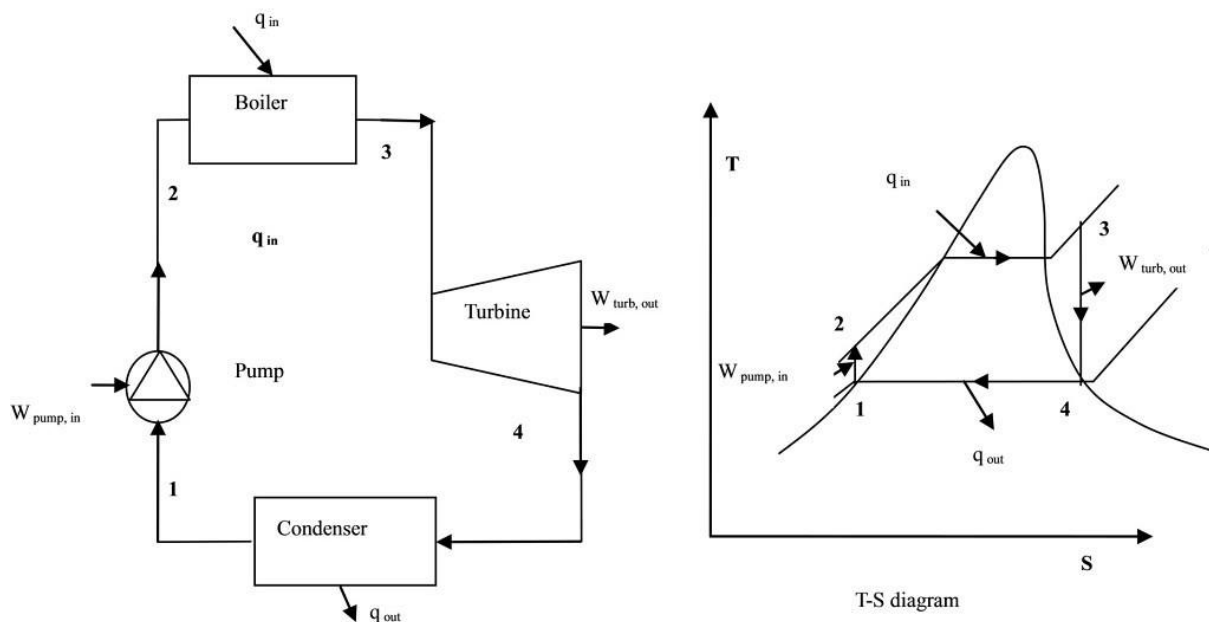 q in
Boiler
3
2
q in
W turb, out
Turbine
Pump
W pump, in
4
1
Condenser
q out
T
q in
3
W turb, out
2
W pump, in
1
4
q out
S
T-S diagram